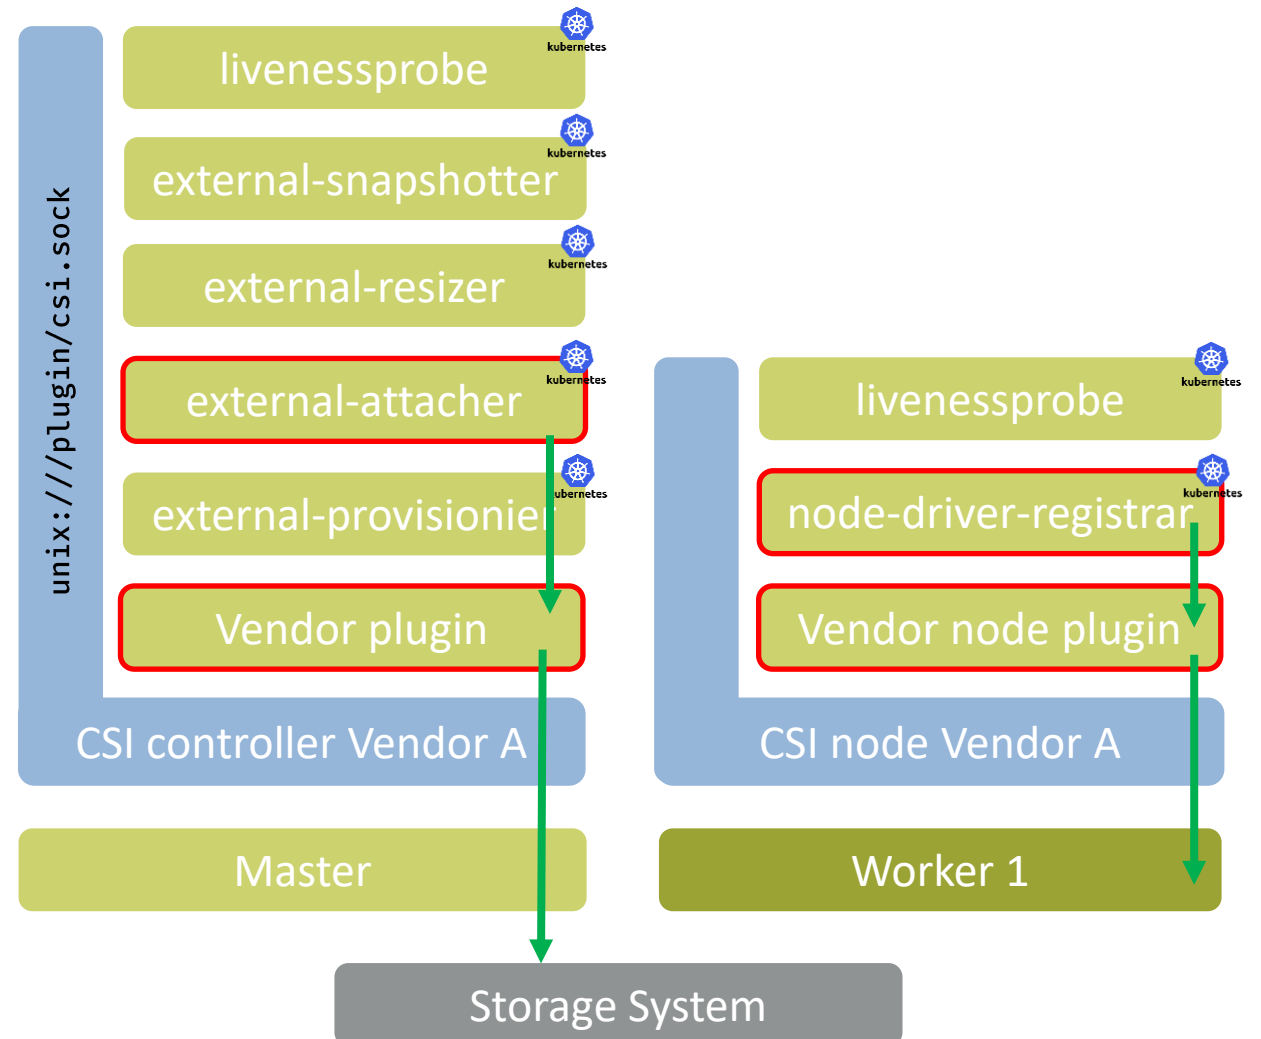 unix:///plugin/csi.sock
kubernetes
livenessprobe
kubernetes
external-snapshotter
kubernetes
external-resizer
kubernetes
external-attacher
kubernetes
external-provisionier
Vendor plugin
CSI controller Vendor A
Master
kubernetes
livenessprobe
kubernetes
node-driver-registrar
Vendor node plugin
CSI node Vendor A
Worker 1
Storage System